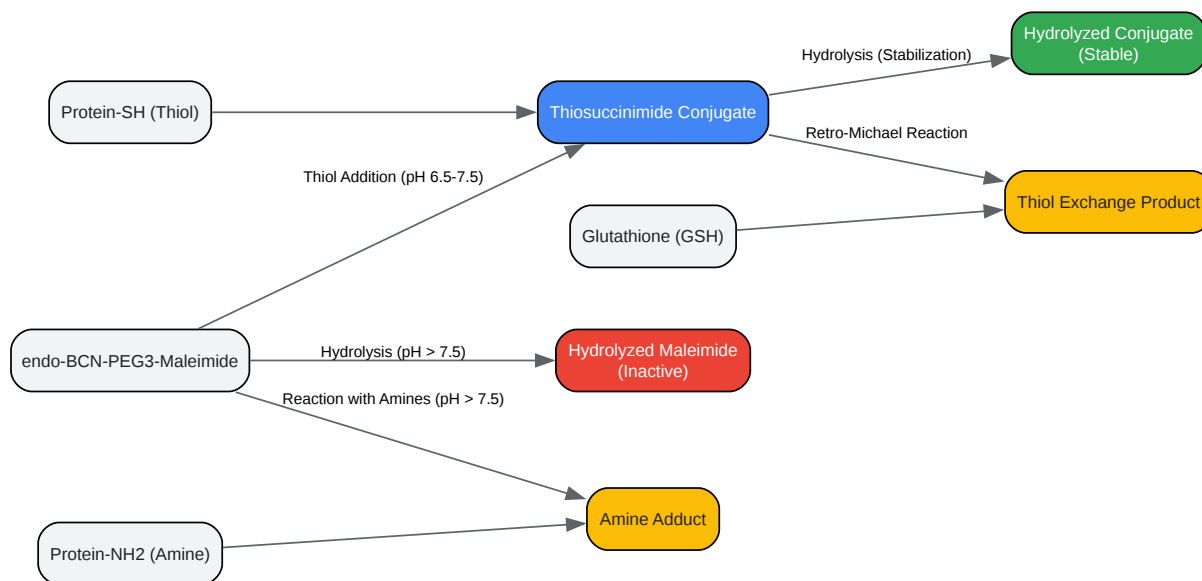 Hydrolyzed Conjugate
(Stable)
Hydrolysis (Stabilization)
Protein-SH (Thiol)
Thiosuccinimide Conjugate
Retro-Michael Reaction
Thiol Addition (pH 6.5-7.5)
Thiol Exchange Product
Glutathione (GSH)
endo-BCN-PEG3-Maleimide
Hydrolysis (pH > 7.5)
Hydrolyzed Maleimide
(Inactive)
Reaction with Amines (pH > 7.5)
Amine Adduct
Protein-NH2 (Amine)